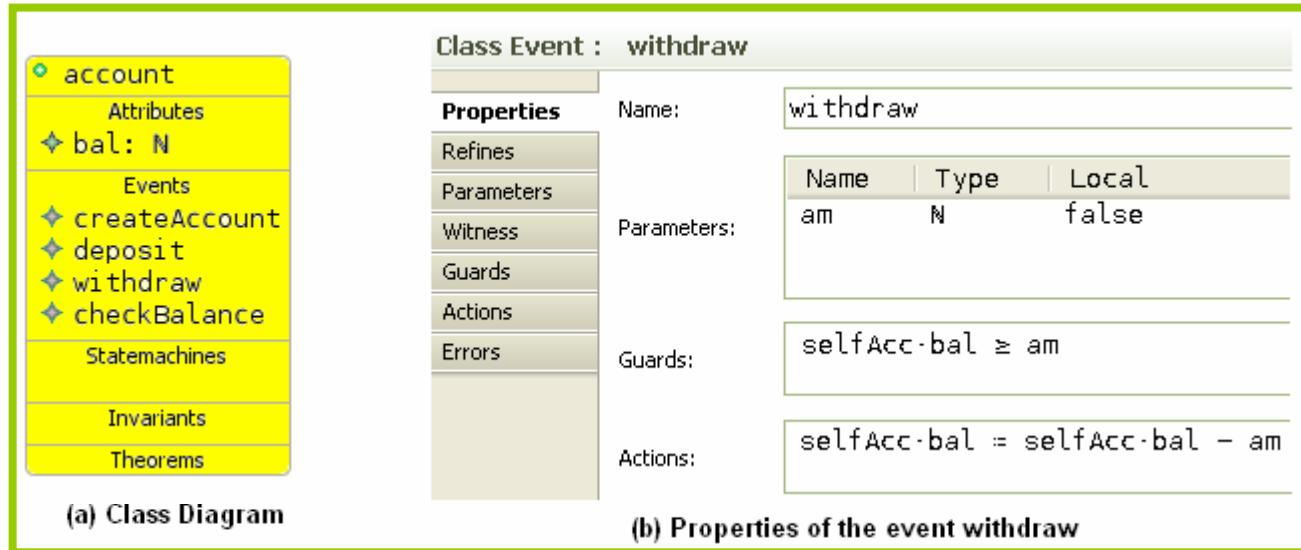 account
Attributes
bal: ℕ
Events
createAccount
deposit
withdraw
checkBalance
Statemachines
Invariants
Theorems
(a) Class Diagram
Class Event : withdraw
Properties
Refines
Parameters
Witness
Guards
Actions
Errors
Name: withdraw
Parameters:
Name Type Local
am ℕ false
Guards: selfAcc·bal ≥ am
Actions: selfAcc·bal ≔ selfAcc·bal − am
(b) Properties of the event withdraw